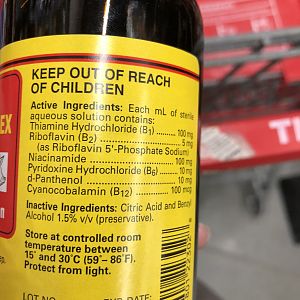 KEEP OUT OF REACH
OF CHILDREN
Active Ingredients: Each mL of sterile
aqueous solution contains:
Thiamine Hydrochloride (B₁) ........ 100 mg
Riboflavin (B₂) ........ 5 mg
(as Riboflavin 5'-Phosphate Sodium)
Niacinamide ........ 100 mg
Pyridoxine Hydrochloride (B₆) ........ 10 mg
d-Panthenol ........ 10 mg
Cyanocobalamin (B₁₂) ........ 100 mcg
Inactive Ingredients: Citric Acid and Benzyl
Alcohol 1.5% v/v (preservative).
Store at controlled room
temperature between
15° and 30°C (59°- 86°F).
Protect from light.
LOT NO.
EX